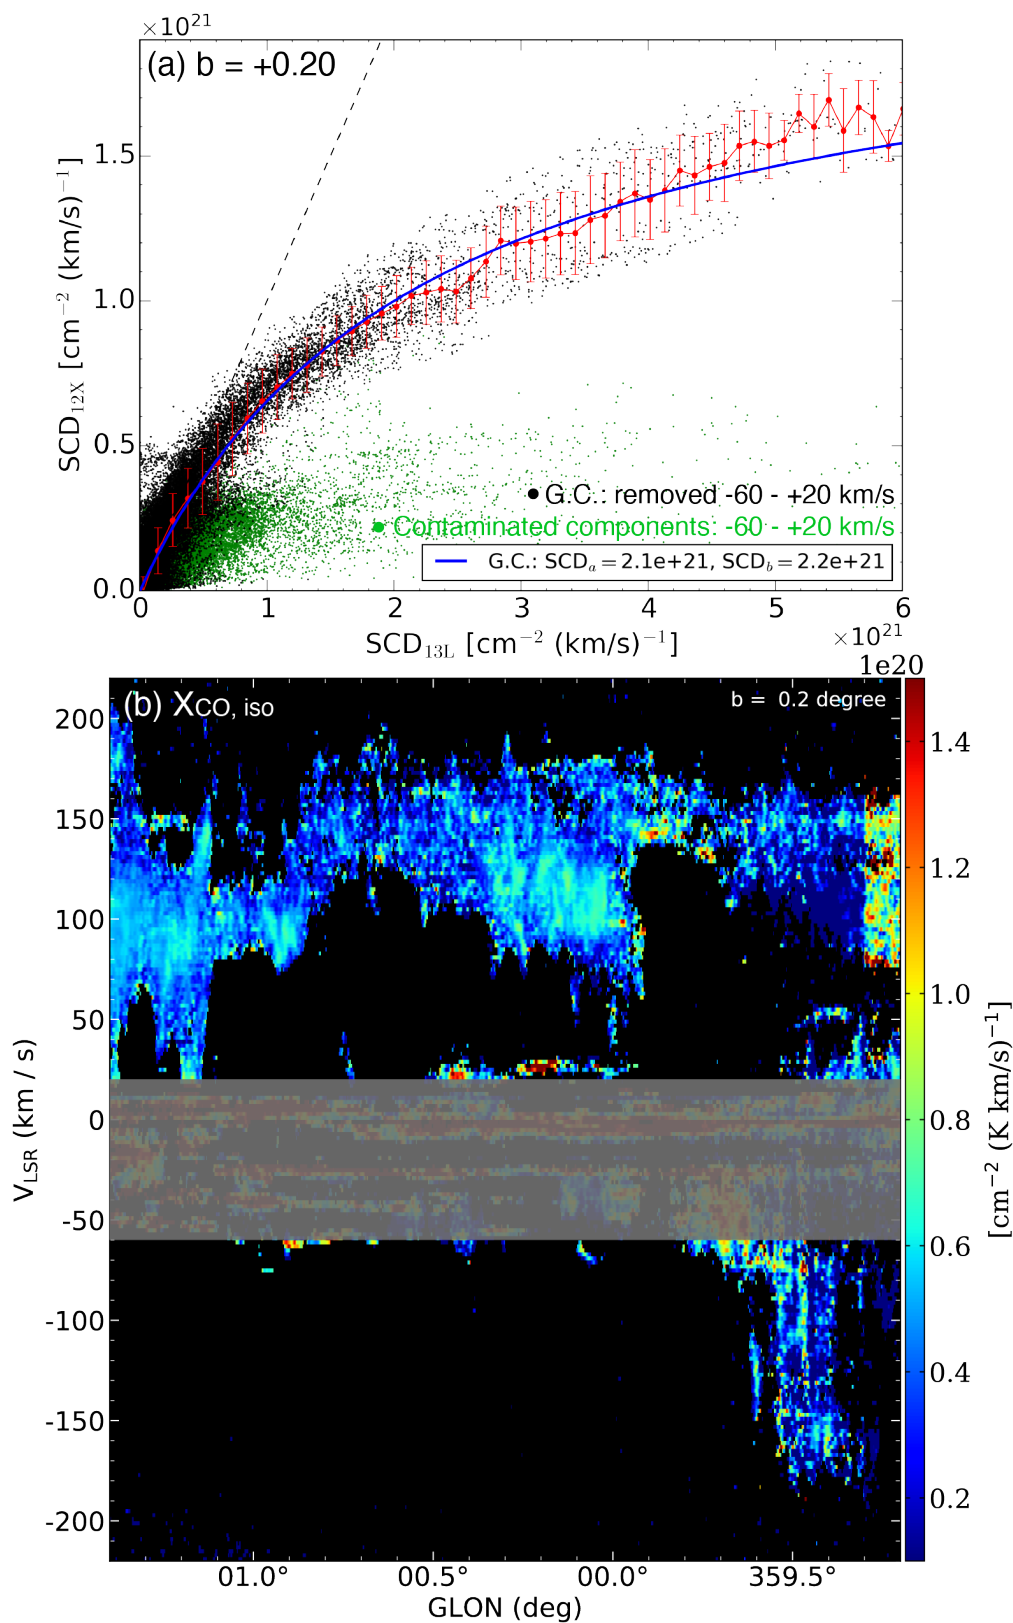 ×10²¹
(a) b = +0.20
1.5
1.0
0.5
0.0
SCD₁₂ₓ [cm⁻² (km/s)⁻¹]
G.C.: removed -60 - +20 km/s
Contaminated components: -60 - +20 km/s
G.C.: SCDₐ = 2.1e+21, SCD_b = 2.2e+21
0 1 2 3 4 5 6
SCD₁₃L [cm⁻² (km/s)⁻¹]
×10²¹
1e20
(b) XCO, iso
b = 0.2 degree
200
150
100
50
0
-50
-100
-150
-200
VLSR (km / s)
1.4
1.2
1.0
0.8
0.6
0.4
0.2
[cm⁻² (K km/s)⁻¹]
01.0° 00.5° 00.0° 359.5°
GLON (deg)